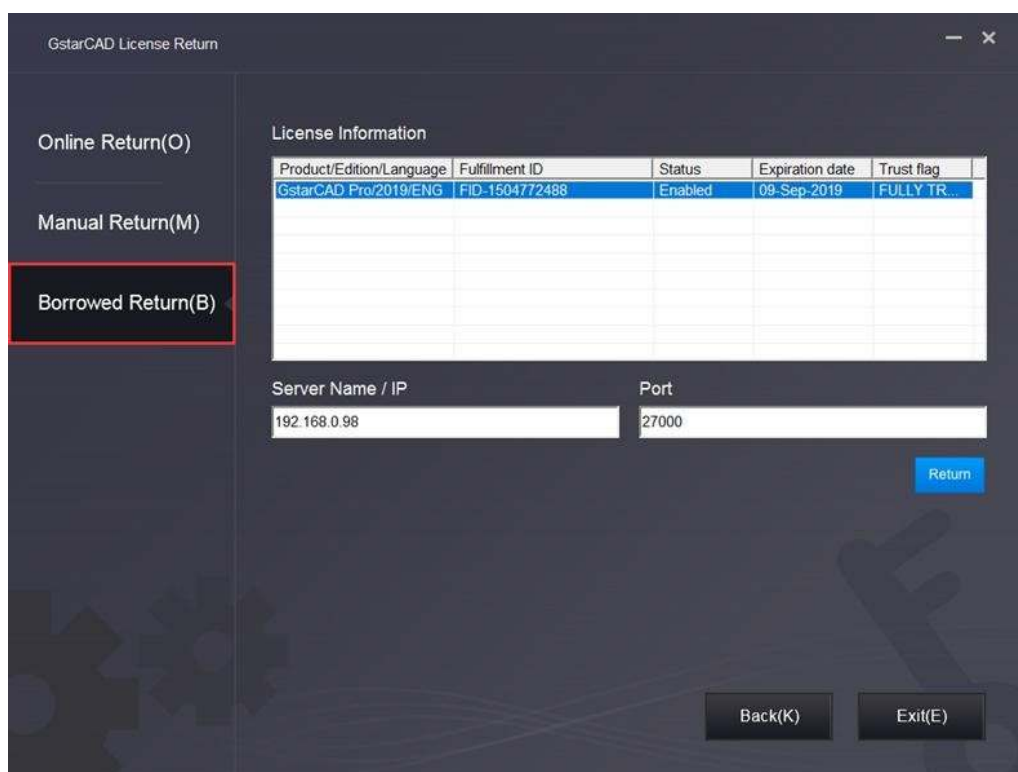 GstarCAD License Return
Online Return(O)
Manual Return(M)
Borrowed Return(B)
License Information
Product/Edition/Language Fulfillment ID Status Expiration date Trust flag
GstarCAD Pro/2019/ENG FID-1504772488 Enabled 09-Sep-2019 FULLY TR...
Server Name / IP Port
192.168.0.98 27000
Return
Back(K) Exit(E)